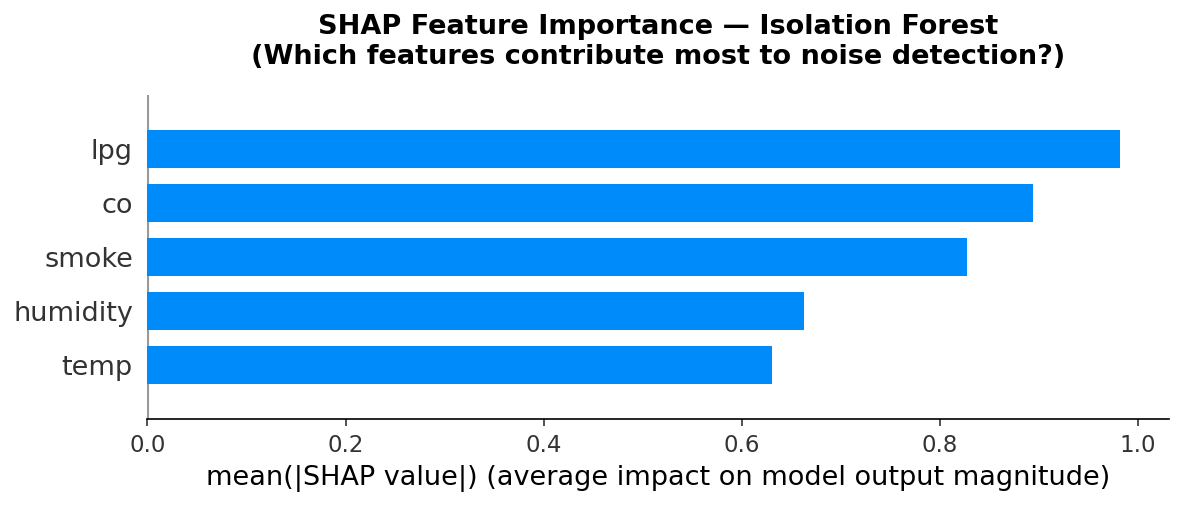 SHAP Feature Importance — Isolation Forest
(Which features contribute most to noise detection?)
lpg
co
smoke
humidity
temp
0.0 0.2 0.4 0.6 0.8 1.0
mean(|SHAP value|) (average impact on model output magnitude)